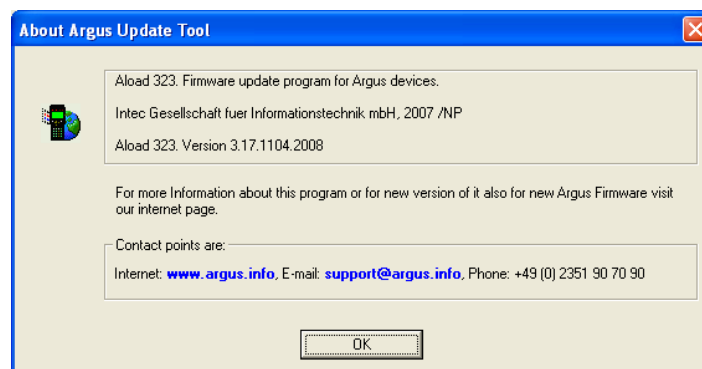 About Argus Update Tool
Aload 323. Firmware update program for Argus devices.
Intec Gesellschaft fuer Informationstechnik mbH, 2007 /NP
Aload 323. Version 3.17.1104.2008
For more Information about this program or for new version of it also for new Argus Firmware visit
our internet page.
Contact points are:
Internet: www.argus.info, E-mail: support@argus.info, Phone: +49 (0) 2351 90 70 90
OK